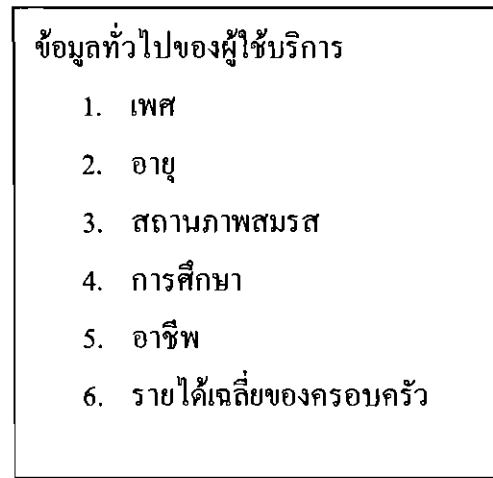 ข้อมูลทั่วไปของผู้ใช้บริการ
1. เพศ
2. อายุ
3. สถานภาพสมรส
4. การศึกษา
5. อาชีพ
6. รายได้เฉลี่ยของครอบครัว